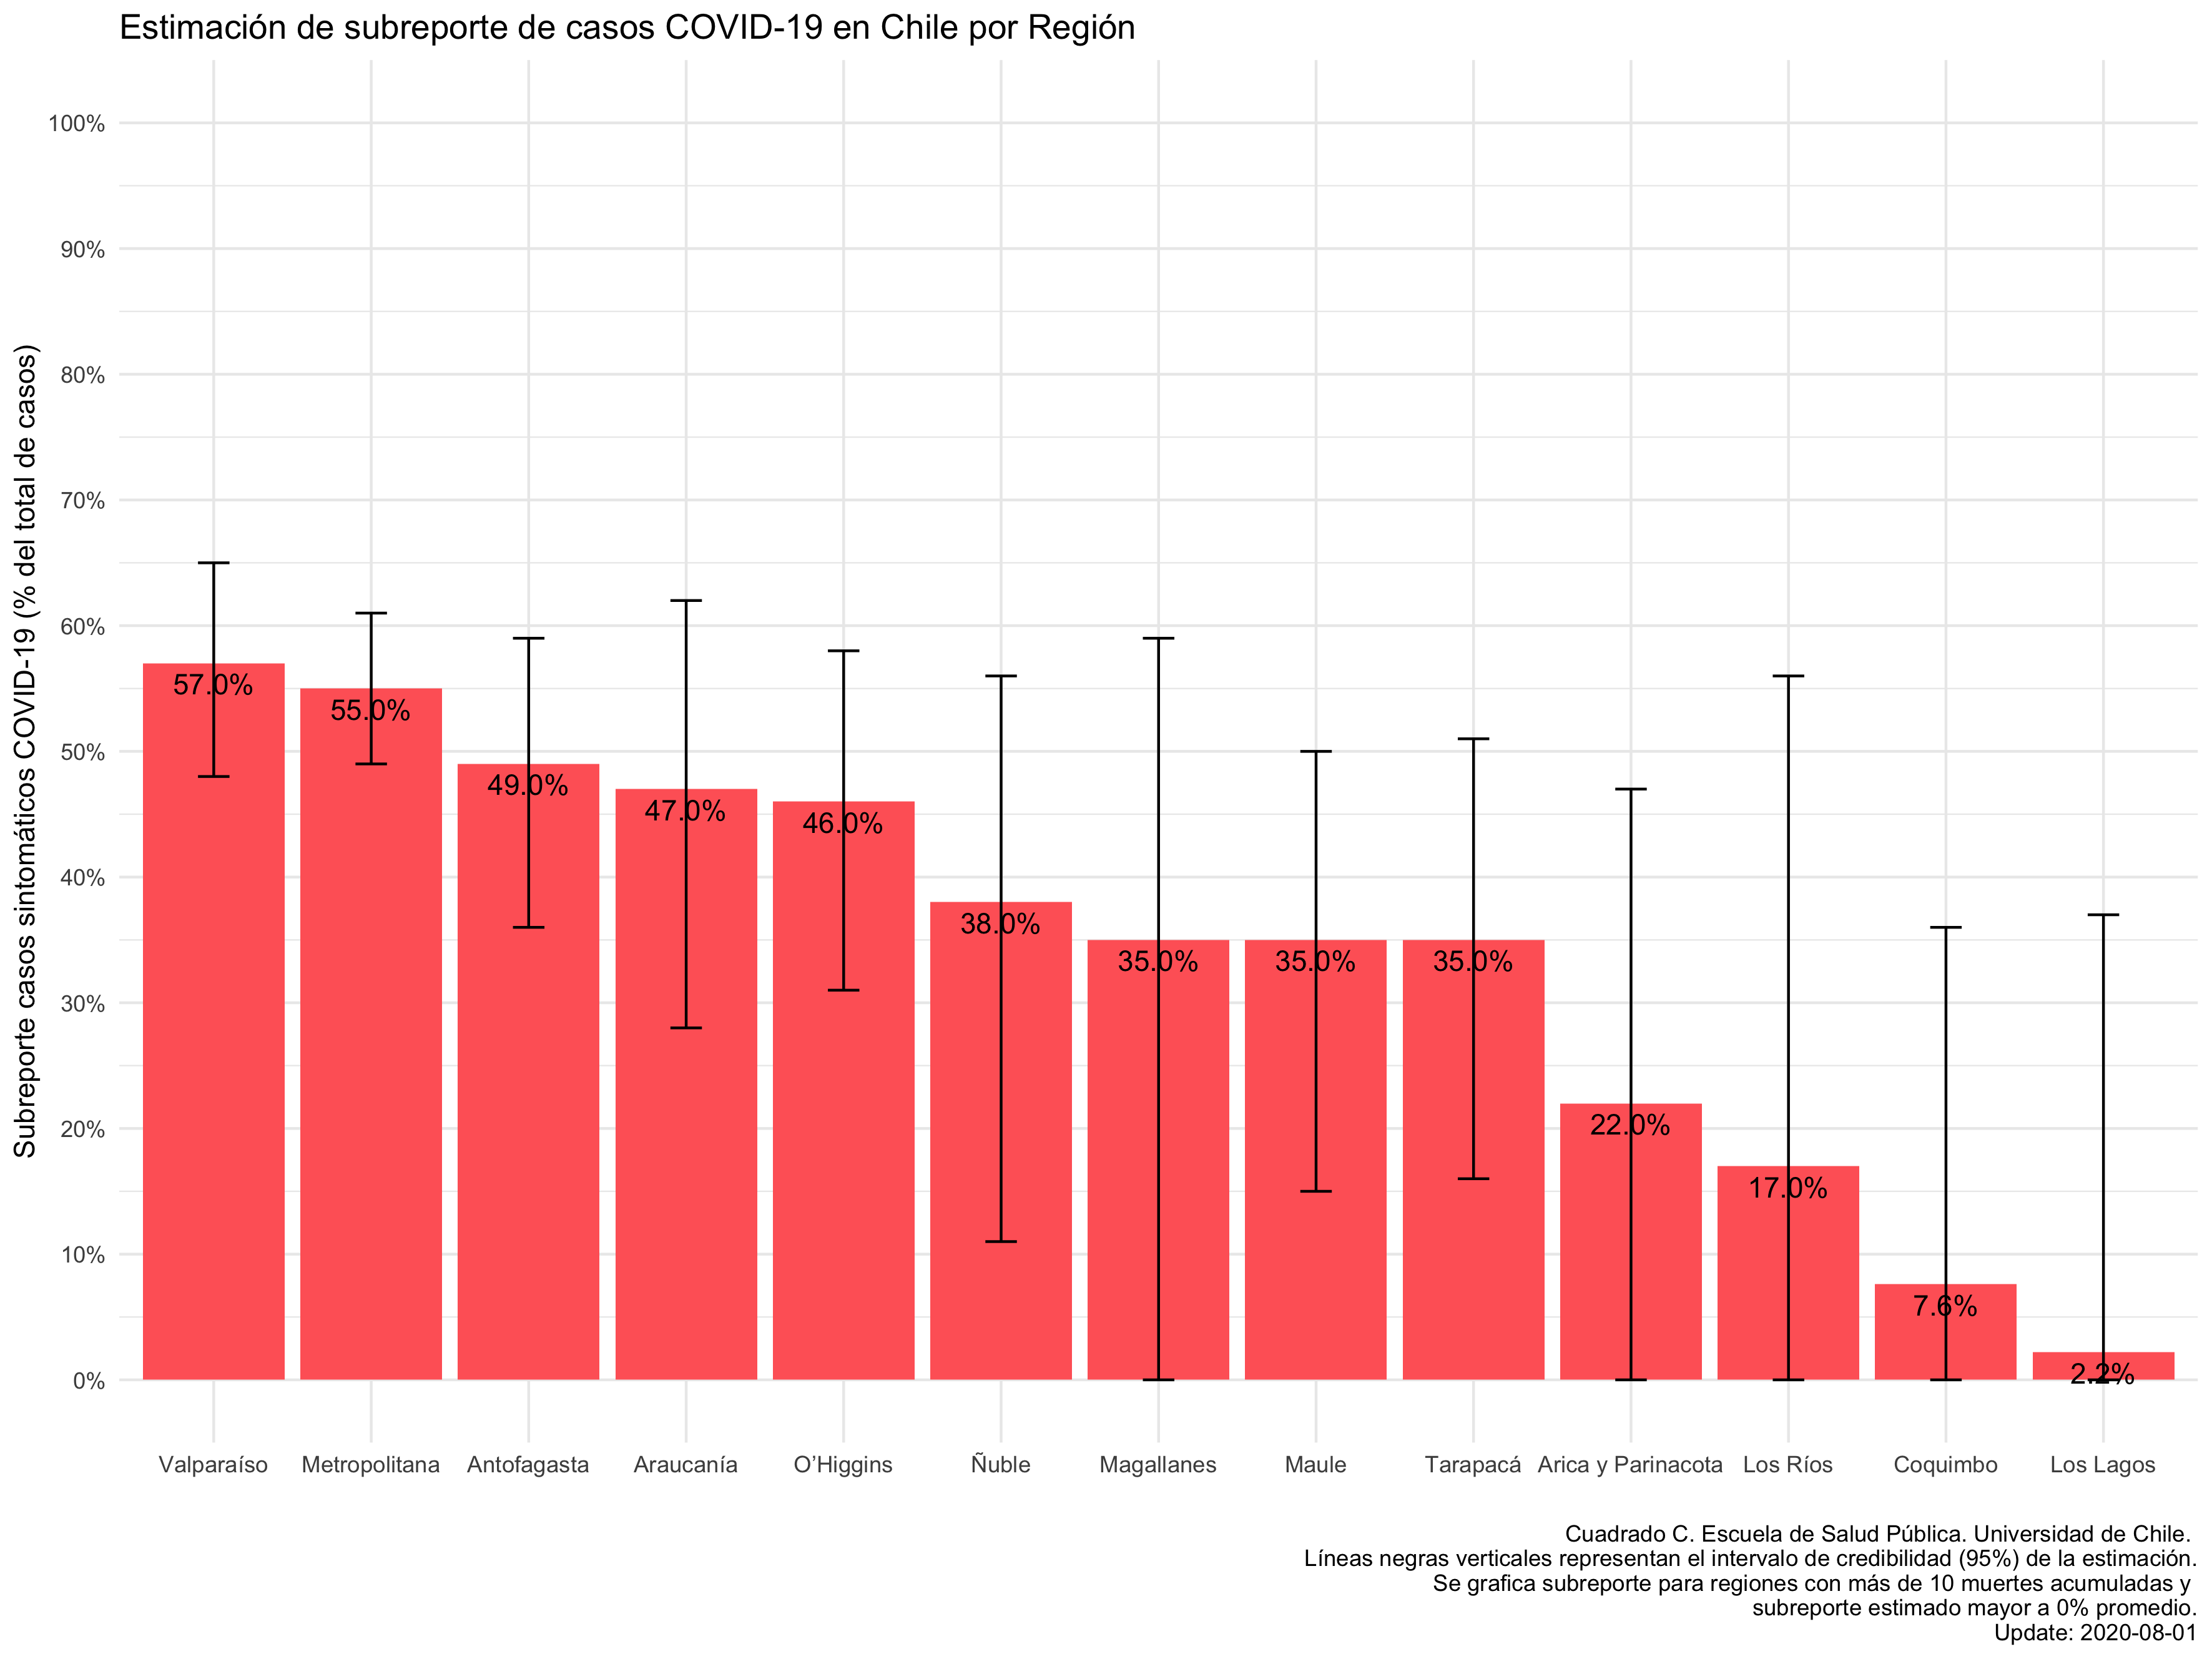 Estimación de subreporte de casos COVID-19 en Chile por Región
Subreporte casos sintomáticos COVID-19 (% del total de casos)
100%
90%
80%
70%
60%
50%
40%
30%
20%
10%
0%
57.0%
55.0%
49.0%
47.0%
46.0%
38.0%
35.0%
35.0%
35.0%
22.0%
17.0%
7.6%
2.2%
Valparaíso
Metropolitana
Antofagasta
Araucanía
O’Higgins
Ñuble
Magallanes
Maule
Tarapacá
Arica y Parinacota
Los Ríos
Coquimbo
Los Lagos
Cuadrado C. Escuela de Salud Pública. Universidad de Chile.
Líneas negras verticales representan el intervalo de credibilidad (95%) de la estimación.
Se grafica subreporte para regiones con más de 10 muertes acumuladas y
subreporte estimado mayor a 0% promedio.
Update: 2020-08-01